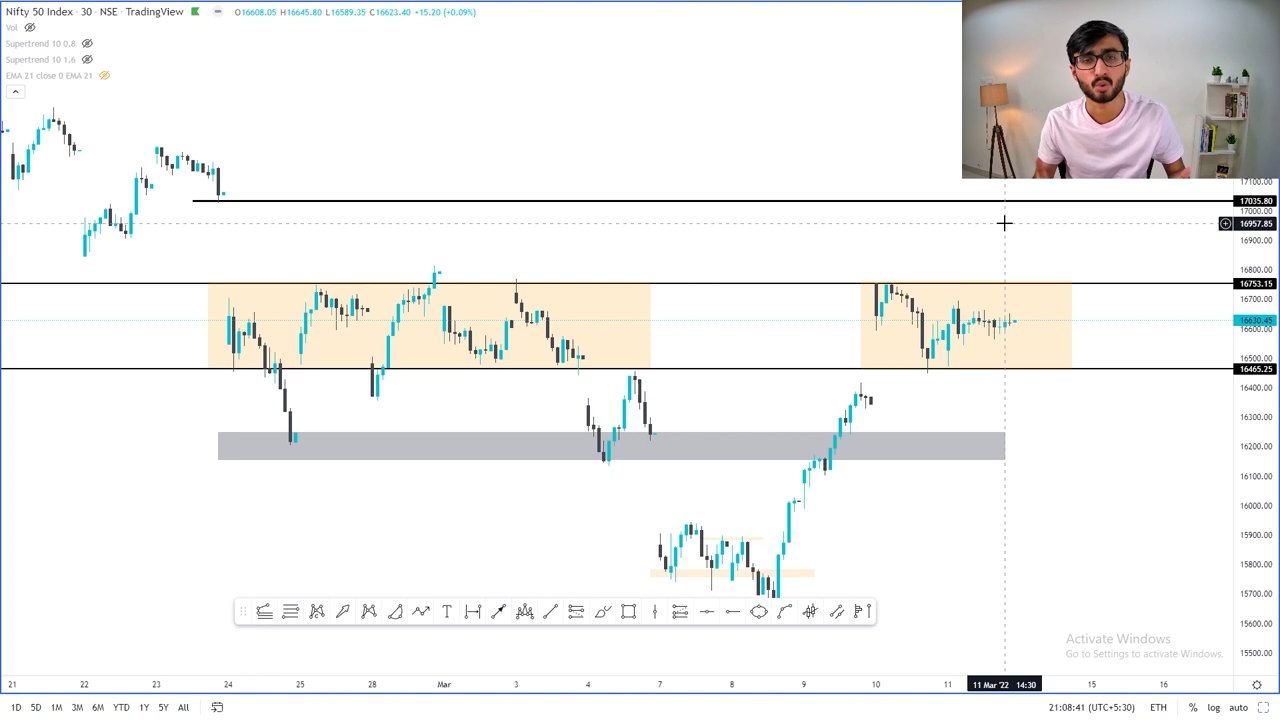 Nifty 50 Index · 30 · NSE · TradingView O16608.05 H16645.80 L16589.35 C16623.40 +15.20 (+0.09%)
Vol
Supertrend 10 0.8
Supertrend 10 1.6
EMA 21 close 0 EMA 21
17100.00
17035.80
17000.00
16957.85
16900.00
16800.00
16753.15
16700.00
16630.45
16600.00
16500.00
16465.25
16400.00
16300.00
16200.00
16100.00
16000.00
15900.00
15800.00
15700.00
15600.00
15500.00
Activate Windows
Go to Settings to activate Windows.
21 22 23 24 25 28 Mar 3 4 7 8 9 10 11 11 Mar '22 14:30 15 16
1D 5D 1M 3M 6M YTD 1Y 5Y All 21:08:41 (UTC+5:30) ETH % log auto